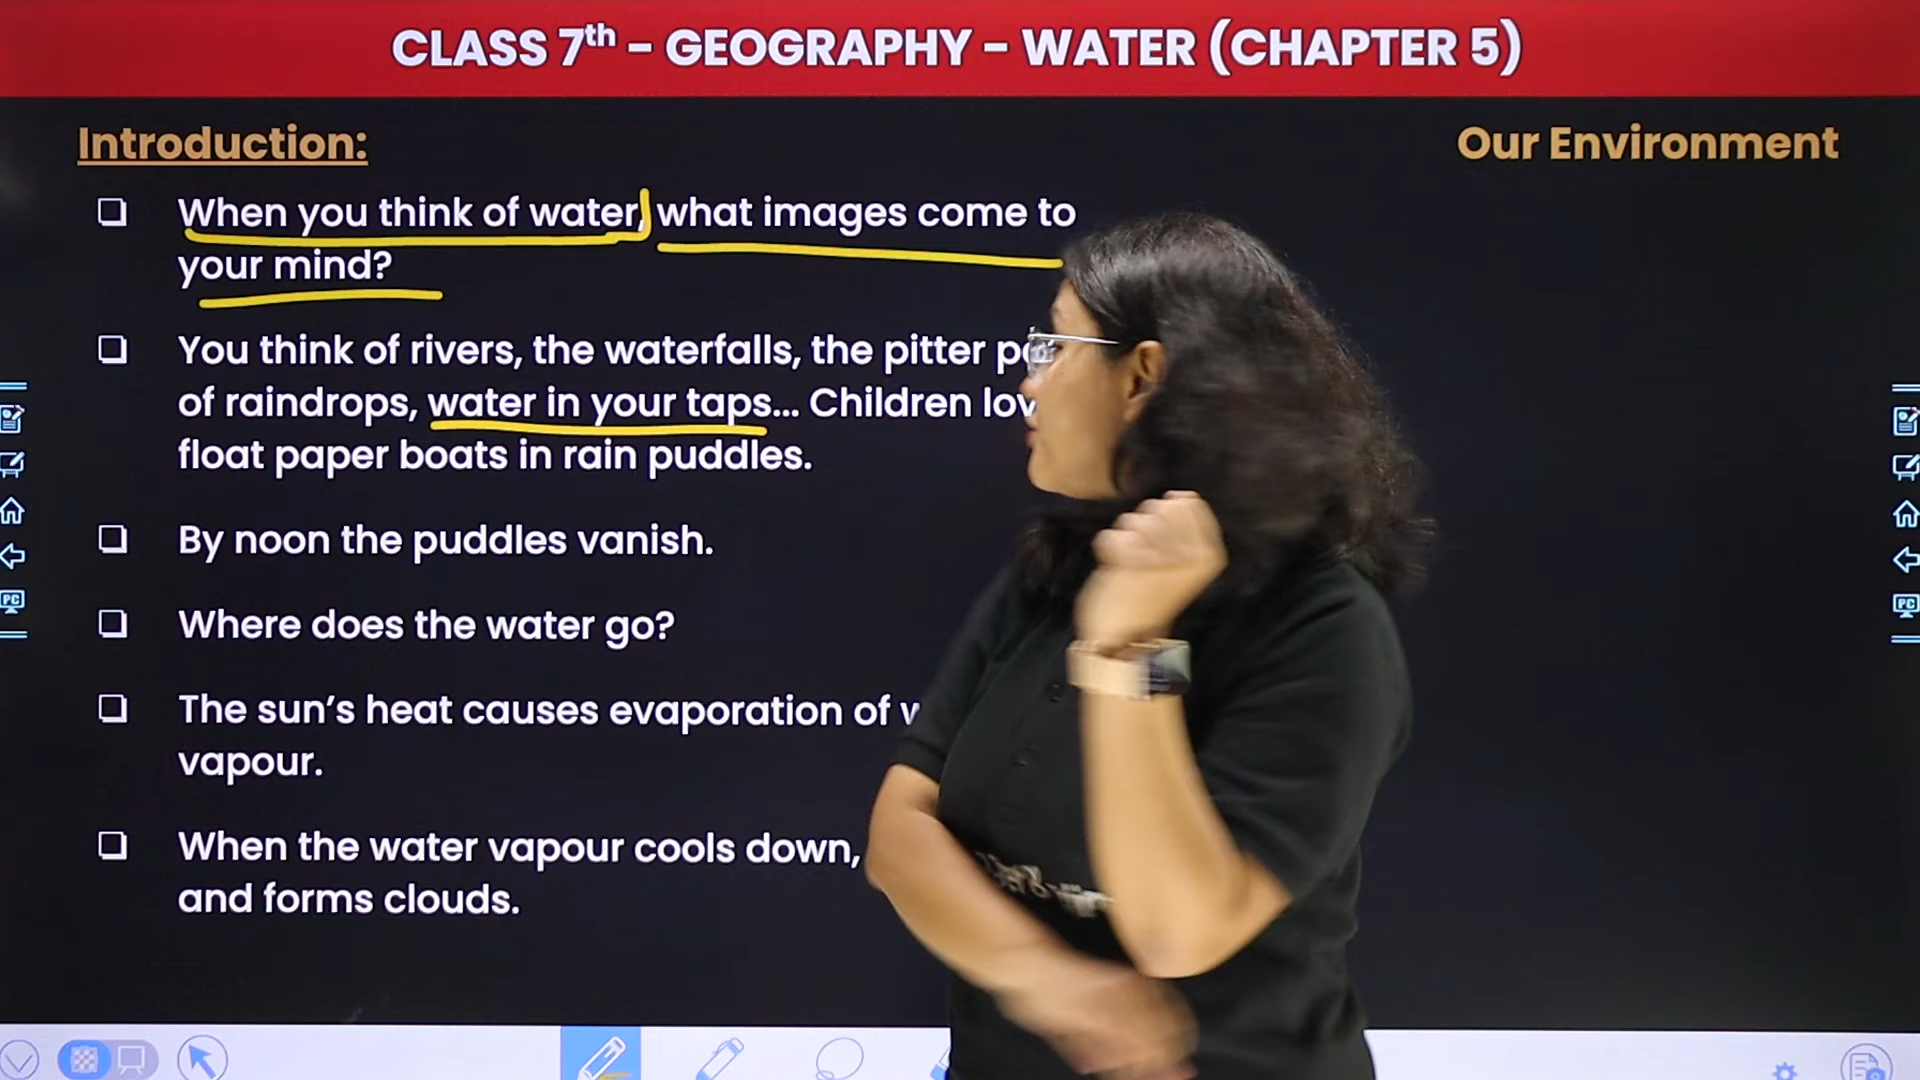 CLASS 7th - GEOGRAPHY - WATER (CHAPTER 5)
Introduction:
Our Environment
When you think of water, what images come to
your mind?
You think of rivers, the waterfalls, the pitter
of raindrops, water in your taps... Children
float paper boats in rain puddles.
By noon the puddles vanish.
Where does the water go?
The sun's heat causes evaporation of
vapour.
When the water vapour cools down,
and forms clouds.
PC
PC